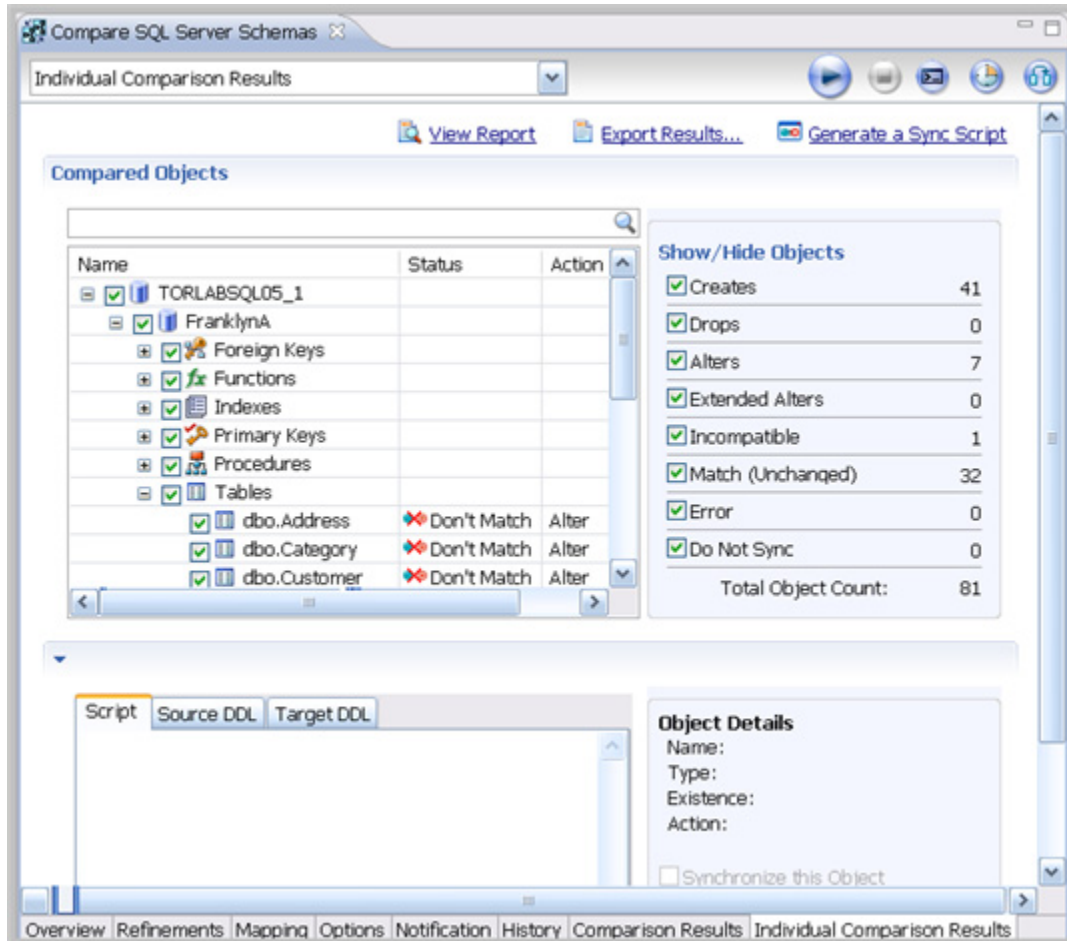 Compare SQL Server Schemas
Individual Comparison Results
View Report Export Results... Generate a Sync Script
Compared Objects
Name Status Action
TORLABSQL05_1
FranklynA
Foreign Keys
fx Functions
Indexes
Primary Keys
Procedures
Tables
dbo.Address Don't Match Alter
dbo.Category Don't Match Alter
dbo.Customer Don't Match Alter
Show/Hide Objects
Creates 41
Drops 0
Alters 7
Extended Alters 0
Incompatible 1
Match (Unchanged) 32
Error 0
Do Not Sync 0
Total Object Count: 81
Script Source DDL Target DDL
Object Details
Name:
Type:
Existence:
Action:
Synchronize this Object
Overview Refinements Mapping Options Notification History Comparison Results Individual Comparison Results